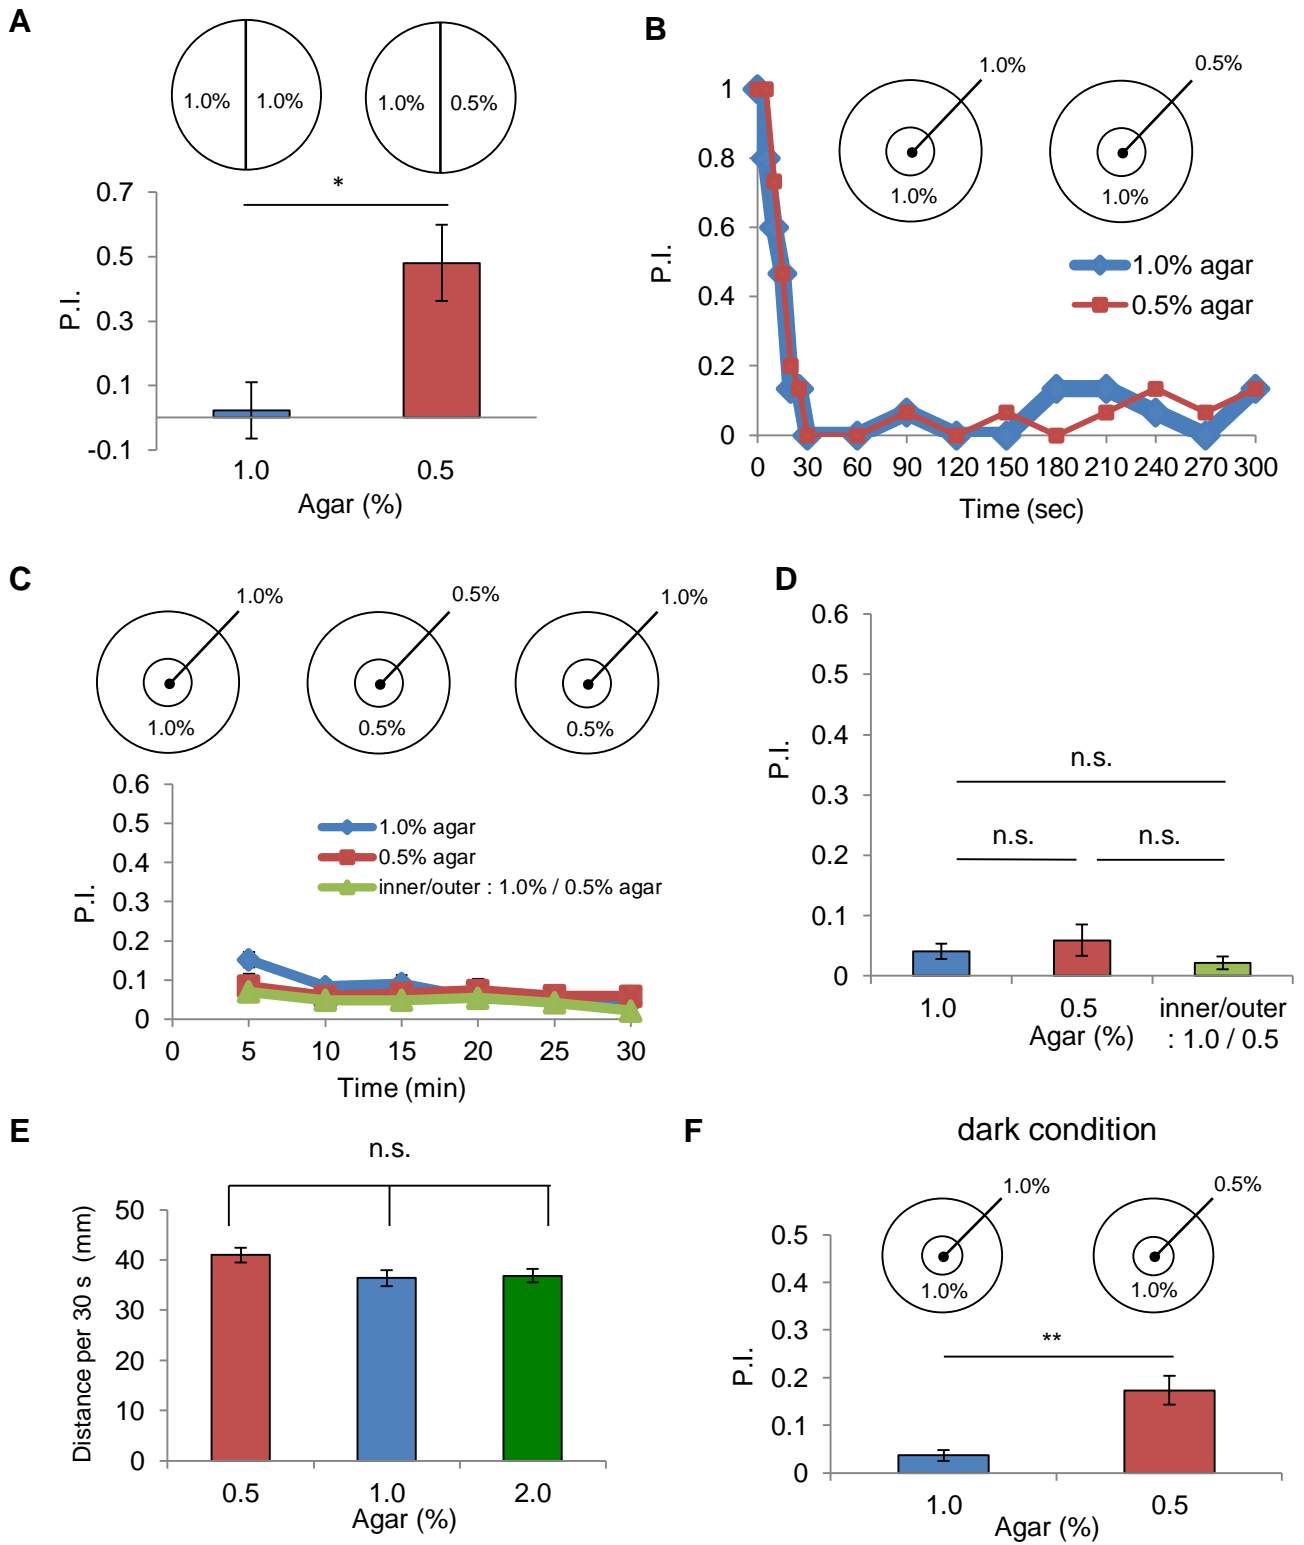 A
1.0%
1.0%
1.0%
0.5%
*
0.7
0.5
0.3
0.1
-0.1
P.I.
1.0
0.5
Agar (%)
B
1.0%
1.0%
0.5%
1.0%
1
0.8
0.6
0.4
0.2
0
P.I.
1.0% agar
0.5% agar
0 30 60 90 120 150 180 210 240 270 300
Time (sec)
C
1.0%
1.0%
0.5%
0.5%
1.0%
0.5%
0.6
0.5
0.4
0.3
0.2
0.1
0
P.I.
1.0% agar
0.5% agar
inner/outer : 1.0% / 0.5% agar
0 5 10 15 20 25 30
Time (min)
D
0.6
0.5
0.4
0.3
0.2
0.1
0
P.I.
n.s.
n.s.
n.s.
1.0
0.5
inner/outer
: 1.0 / 0.5
Agar (%)
E
n.s.
50
40
30
20
10
0
Distance per 30 s (mm)
0.5
1.0
2.0
Agar (%)
F
dark condition
1.0%
1.0%
0.5%
1.0%
0.5
0.4
0.3
0.2
0.1
0
P.I.
**
1.0
0.5
Agar (%)